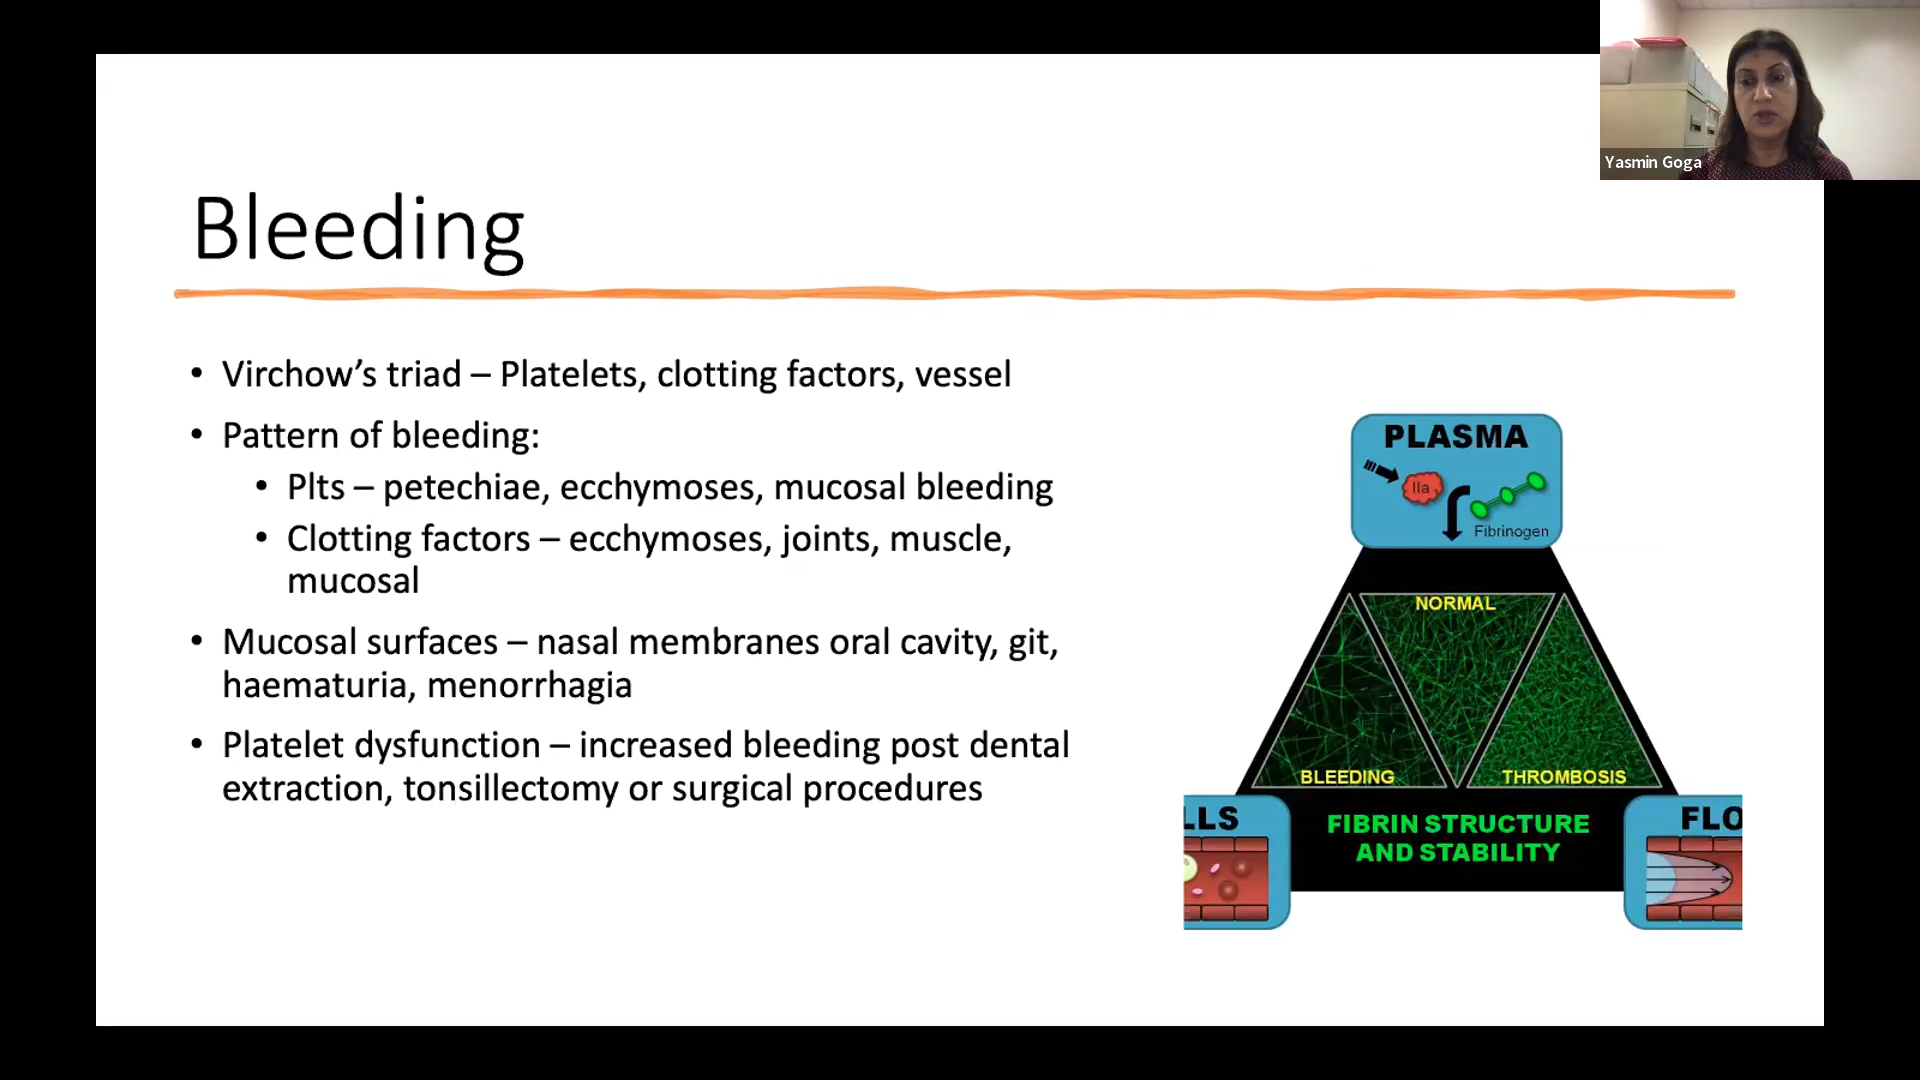 Yasmin Goga
Bleeding
• Virchow’s triad – Platelets, clotting factors, vessel
• Pattern of bleeding:
• Plts – petechiae, ecchymoses, mucosal bleeding
• Clotting factors – ecchymoses, joints, muscle,
mucosal
• Mucosal surfaces – nasal membranes oral cavity, git,
haematuria, menorrhagia
• Platelet dysfunction – increased bleeding post dental
extraction, tonsillectomy or surgical procedures
PLASMA
IIa
Fibrinogen
NORMAL
BLEEDING
THROMBOSIS
LLS
FIBRIN STRUCTURE
AND STABILITY
FLO